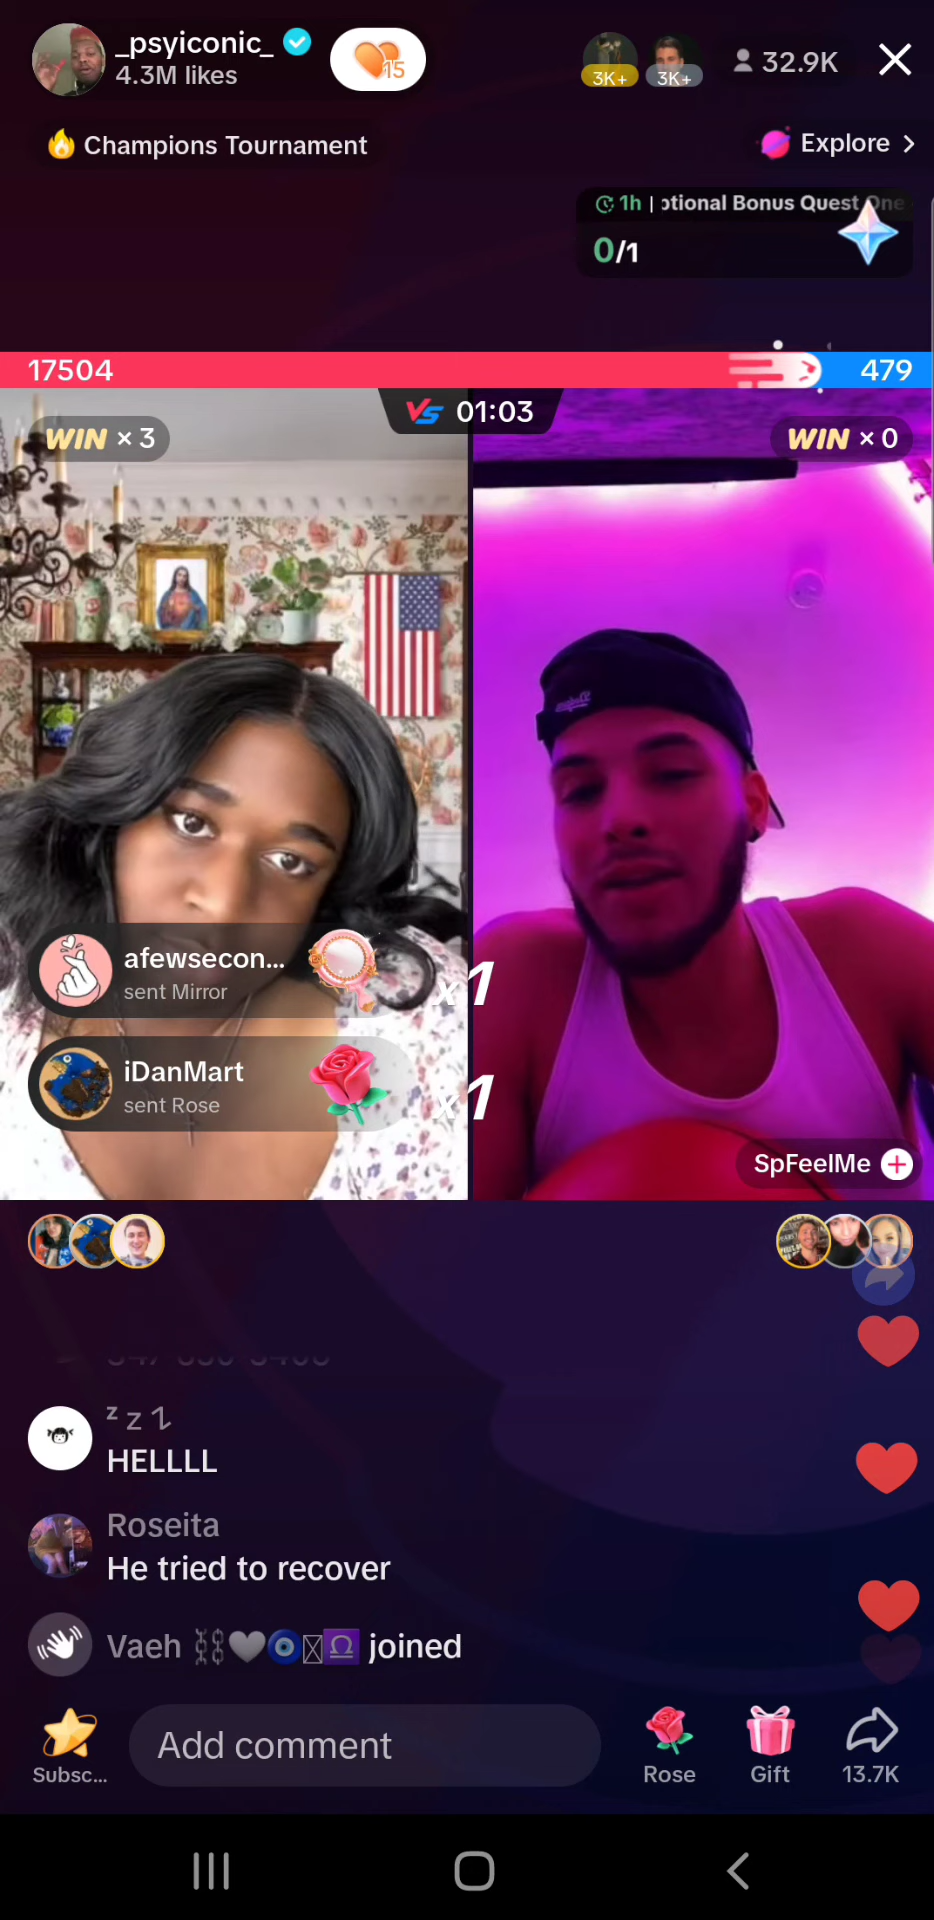 _psyiconic_
4.3M likes
15
3K+
3K+
32.9K
Champions Tournament
Explore
1h | ptional Bonus Quest One
0/1
17504
479
VS 01:03
WIN × 3
WIN × 0
afewsecon...
sent Mirror
x1
iDanMart
sent Rose
x1
SpFeelMe
HELLLL
Roseita
He tried to recover
Vaeh ⛓🤍🧿♎ joined
Subsc...
Add comment
Rose
Gift
13.7K